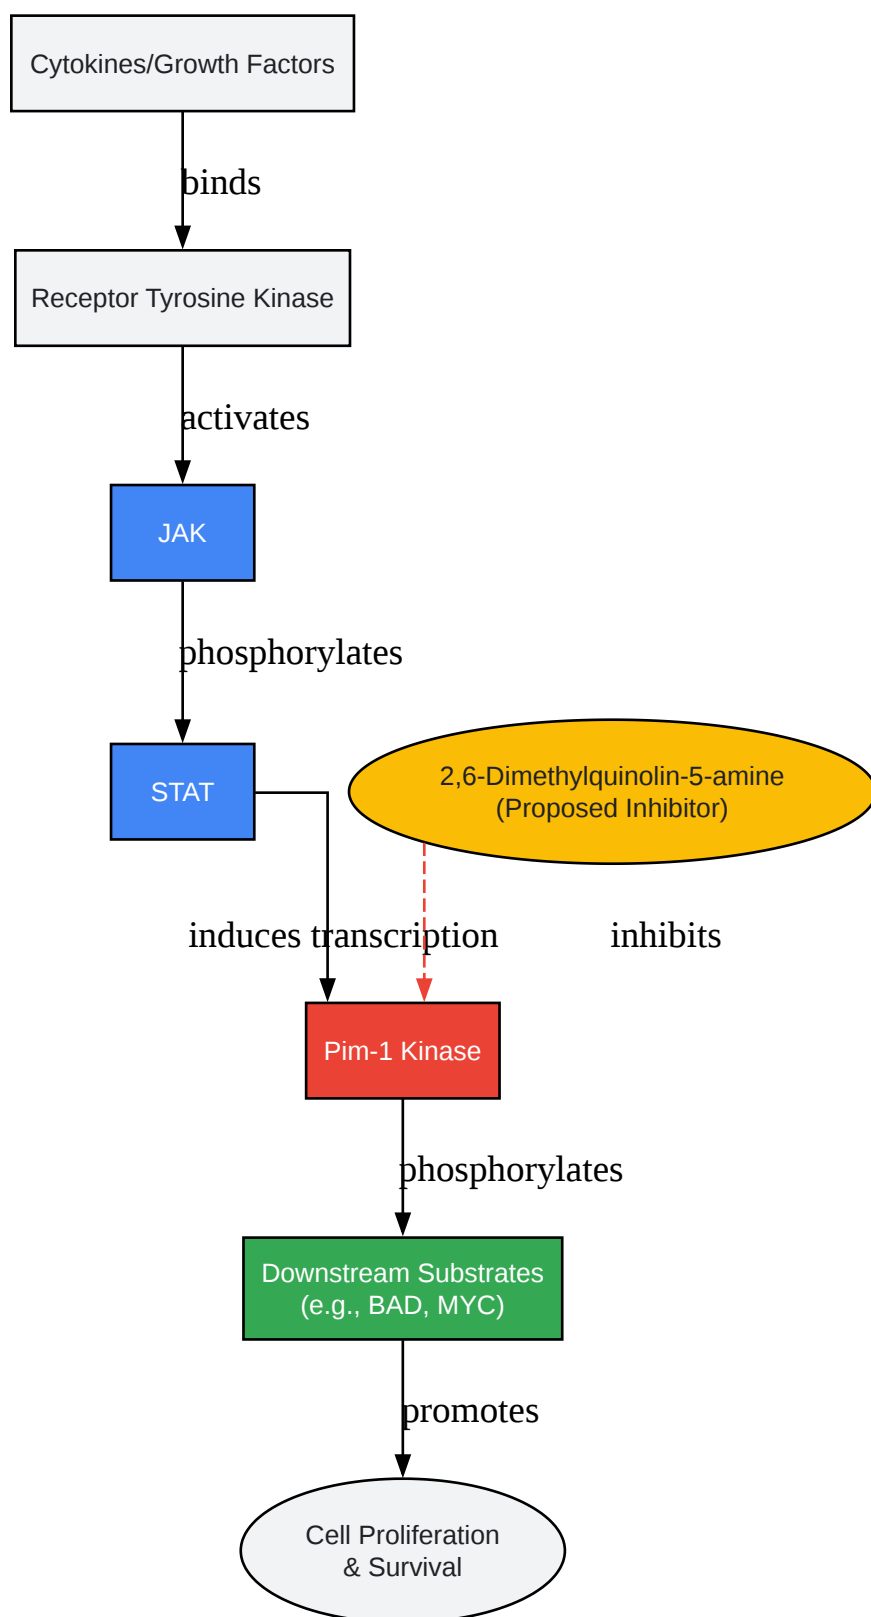 Cytokines/Growth Factors
binds
Receptor Tyrosine Kinase
activates
JAK
phosphorylates
STAT
2,6-Dimethylquinolin-5-amine
(Proposed Inhibitor)
induces transcription
inhibits
Pim-1 Kinase
phosphorylates
Downstream Substrates
(e.g., BAD, MYC)
promotes
Cell Proliferation
& Survival